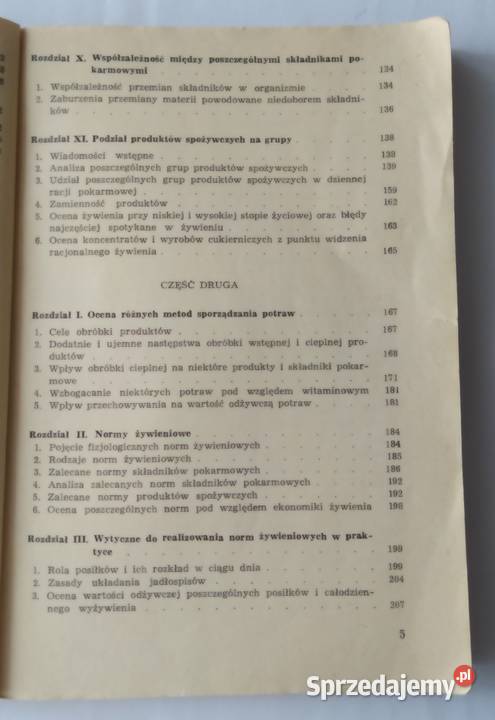 Rozdział X. Współzależność między poszczególnymi składnikami po-
karmowymi . . . . . . . . . . 134
1. Współzależność przemian składników w organizmie . . 134
2. Zaburzenia przemiany materii powodowane niedoborem składni-
ków . . . . . . . . . . 136
Rozdział XI. Podział produktów spożywczych na grupy . . . . 138
1. Wiadomości wstępne . . . . . . . . 138
2. Analiza poszczególnych grup produktów spożywczych . . 139
3. Udział poszczególnych grup produktów spożywczych w dziennej
racji pokarmowej . . . . . . . . 159
4. Zamienność produktów . . . . . . . 162
5. Ocena żywienia przy niskiej i wysokiej stopie życiowej oraz błędy
najczęściej spotykane w żywieniu . . . . . 163
6. Ocena koncentratów i wyrobów cukierniczych z punktu widzenia
racjonalnego żywienia . . . . . . . 165
CZĘŚĆ DRUGA
Rozdział I. Ocena różnych metod sporządzania potraw . . . . 167
1. Cele obróbki produktów . . . . . . . 167
2. Dodatnie i ujemne następstwa obróbki wstępnej i cieplnej pro-
duktów . . . . . . . . . . 168
3. Wpływ obróbki cieplnej na niektóre produkty i składniki pokar-
mowe . . . . . . . . . . 171
4. Wzbogacanie niektórych potraw pod względem witaminowym 181
5. Wpływ przechowywania na wartość odżywczą potraw . . 181
Rozdział II. Normy żywieniowe . . . . . . . 184
1. Pojęcie fizjologicznych norm żywieniowych . . . . 184
2. Rodzaje norm żywieniowych . . . . . . 185
3. Zalecane normy składników pokarmowych . . . . 186
4. Analiza zalecanych norm składników pokarmowych . . 192
5. Zalecane normy produktów spożywczych . . . . 192
6. Ocena poszczególnych norm pod względem ekonomiki żywienia 198
Rozdział III. Wytyczne do realizowania norm żywieniowych w prak-
tyce . . . . . . . . . . 199
1. Rola posiłków i ich rozkład w ciągu dnia . . . . 199
2. Zasady układania jadłospisów . . . . . . 204
3. Ocena wartości odżywczej poszczególnych posiłków i całodzien-
nego wyżywienia . . . . . . . . 207
5
Sprzedajemy.pl